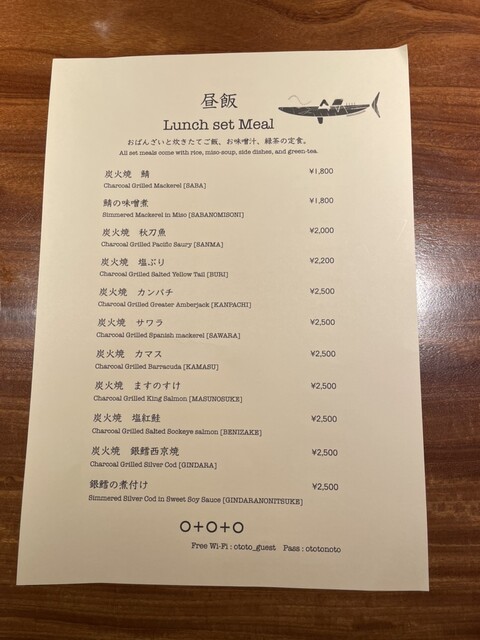 昼飯
Lunch set Meal
おばんざいと炊きたてご飯、お味噌汁、緑茶の定食。
All set meals come with rice, miso-soup, side dishes, and green-tea.
炭火焼 鯖 ¥1,800
Charcoal Grilled Mackerel [SABA]
鯖の味噌煮 ¥1,800
Simmered Mackerel in Miso [SABANOMISONI]
炭火焼 秋刀魚 ¥2,000
Charcoal Grilled Pacific Saury [SANMA]
炭火焼 塩ぶり ¥2,200
Charcoal Grilled Salted Yellow Tail [BURI]
炭火焼 カンパチ ¥2,500
Charcoal Grilled Greater Amberjack [KANPACHI]
炭火焼 サワラ ¥2,500
Charcoal Grilled Spanish mackerel [SAWARA]
炭火焼 カマス ¥2,500
Charcoal Grilled Barracuda [KAMASU]
炭火焼 ますのすけ ¥2,500
Charcoal Grilled King Salmon [MASUNOSUKE]
炭火焼 塩紅鮭 ¥2,500
Charcoal Grilled Salted Sockeye salmon [BENIZAKE]
炭火焼 銀鱈西京焼 ¥2,500
Charcoal Grilled Silver Cod [GINDARA]
銀鱈の煮付け ¥2,500
Simmered Silver Cod in Sweet Soy Sauce [GINDARANONITSUKE]
O+O+O
Free Wi-Fi : ototo_guest Pass : ototonoto